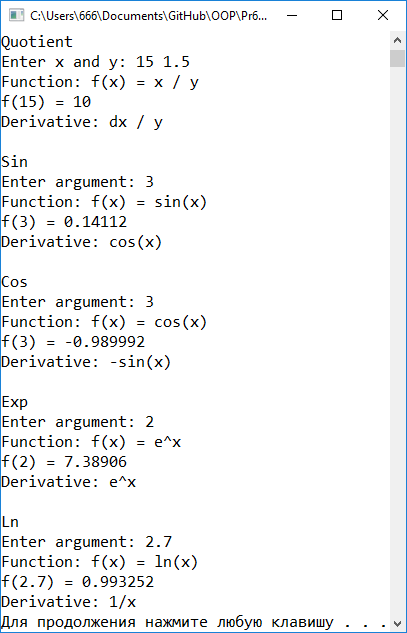 C:\Users\666\Documents\GitHub\OOP\Pr6...
Quotient
Enter x and y: 15 1.5
Function: f(x) = x / y
f(15) = 10
Derivative: dx / y
Sin
Enter argument: 3
Function: f(x) = sin(x)
f(3) = 0.14112
Derivative: cos(x)
Cos
Enter argument: 3
Function: f(x) = cos(x)
f(3) = -0.989992
Derivative: -sin(x)
Exp
Enter argument: 2
Function: f(x) = e^x
f(2) = 7.38906
Derivative: e^x
Ln
Enter argument: 2.7
Function: f(x) = ln(x)
f(2.7) = 0.993252
Derivative: 1/x
Для продолжения нажмите любую клавишу . . .